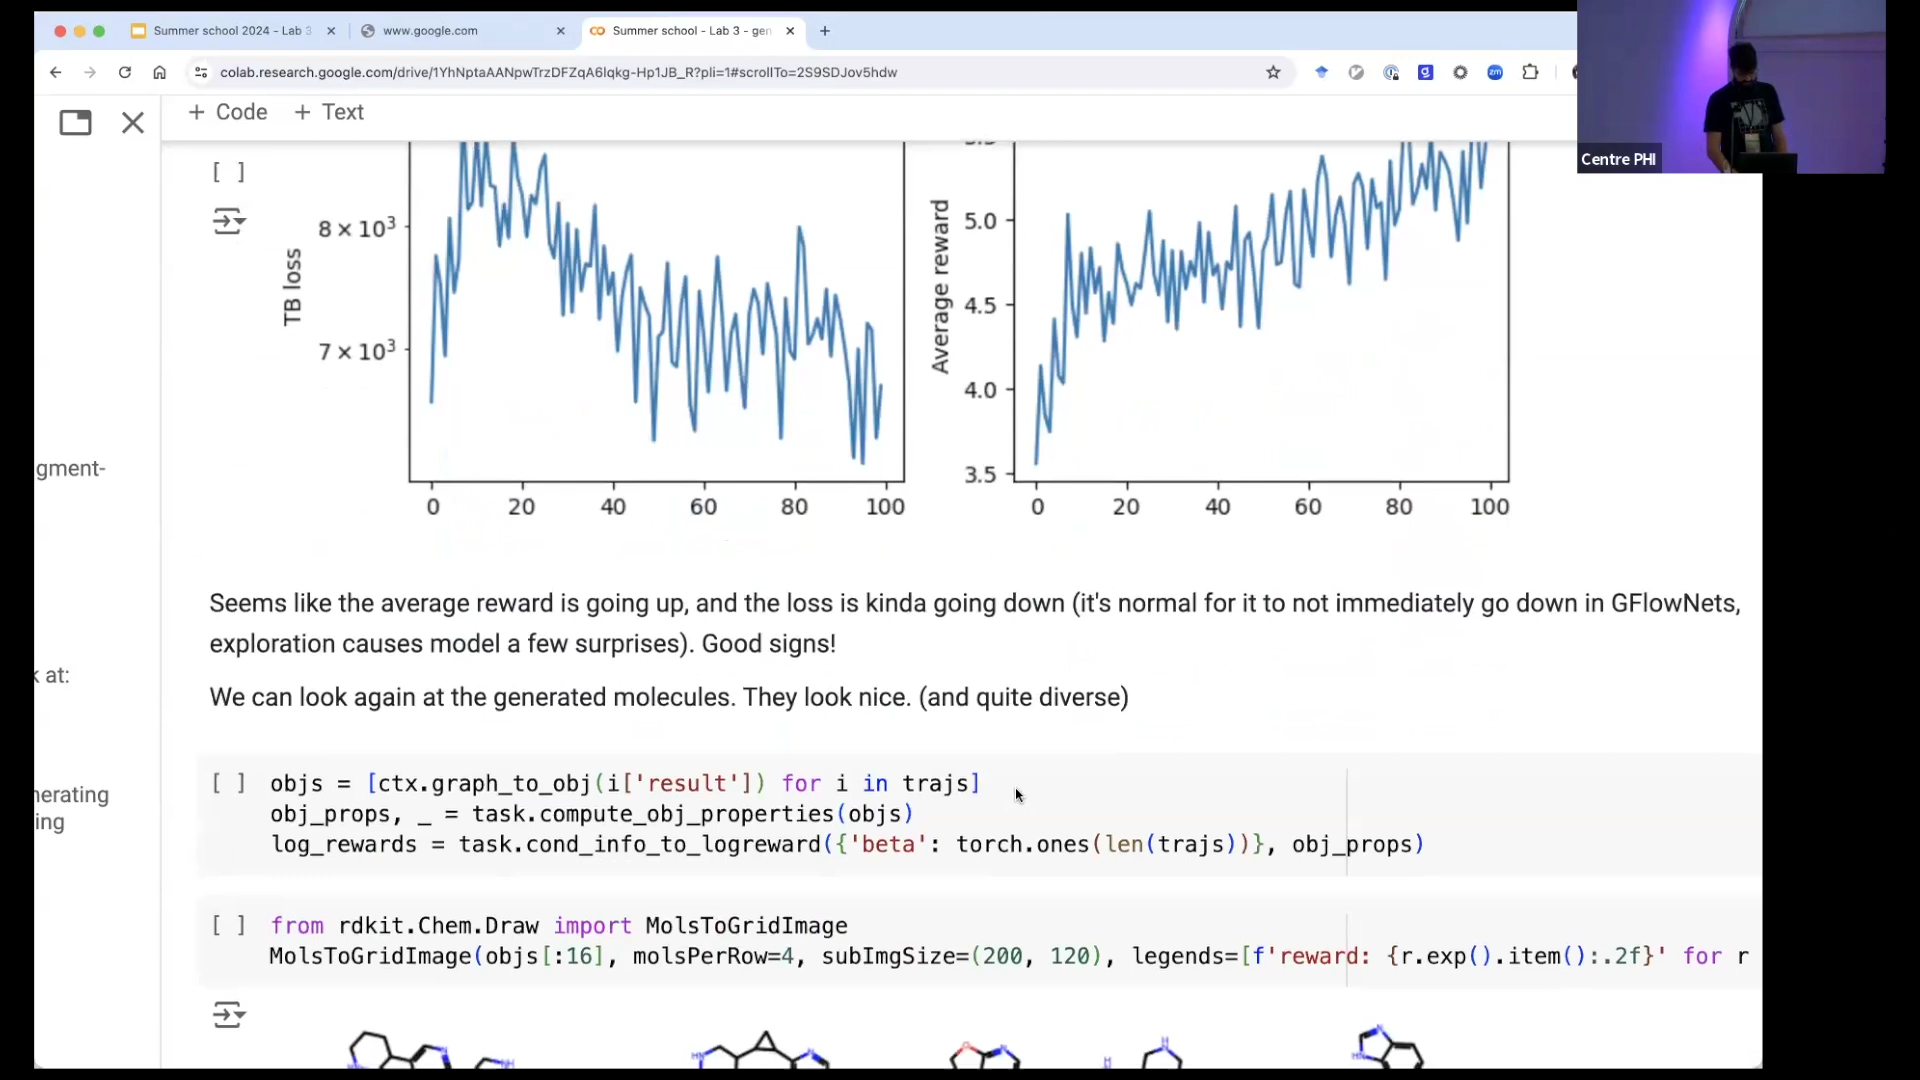 Summer school 2024 - Lab 3
www.google.com
Summer school - Lab 3 - gen
colab.research.google.com/drive/1YhNptaAANpwTrzDFZqA6lqkg-Hp1JB_R?pli=1#scrollTo=2S9SDJov5hdw
+ Code + Text
Centre PHI
[ ]
8 × 10³
7 × 10³
TB loss
0 20 40 60 80 100
5.0
4.5
4.0
3.5
Average reward
0 20 40 60 80 100
gment-
k at:
nerating
ing
Seems like the average reward is going up, and the loss is kinda going down (it's normal for it to not immediately go down in GFlowNets,
exploration causes model a few surprises). Good signs!
We can look again at the generated molecules. They look nice. (and quite diverse)
[ ] objs = [ctx.graph_to_obj(i['result']) for i in trajs]
obj_props, _ = task.compute_obj_properties(objs)
log_rewards = task.cond_info_to_logreward({'beta': torch.ones(len(trajs))}, obj_props)
[ ] from rdkit.Chem.Draw import MolsToGridImage
MolsToGridImage(objs[:16], molsPerRow=4, subImgSize=(200, 120), legends=[f'reward: {r.exp().item():.2f}' for r